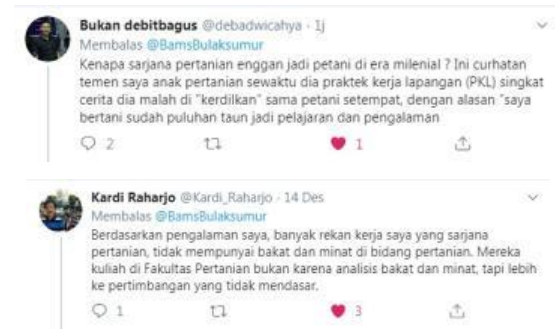 Bukan debitbagus @debadwicahya · 1j
Membalas @BamsBulaksumur
Kenapa sarjana pertanian enggan jadi petani di era milenial ? Ini curhatan
temen saya anak pertanian sewaktu dia praktek kerja lapangan (PKL) singkat
cerita dia malah di "kerdilkan" sama petani setempat, dengan alasan "saya
bertani sudah puluhan taun jadi pelajaran dan pengalaman
2 1
Kardi Raharjo @Kardi_Raharjo · 14 Des
Membalas @BamsBulaksumur
Berdasarkan pengalaman saya, banyak rekan kerja saya yang sarjana
pertanian, tidak mempunyai bakat dan minat di bidang pertanian. Mereka
kuliah di Fakultas Pertanian bukan karena analisis bakat dan minat, tapi lebih
ke pertimbangan yang tidak mendasar.
1 3